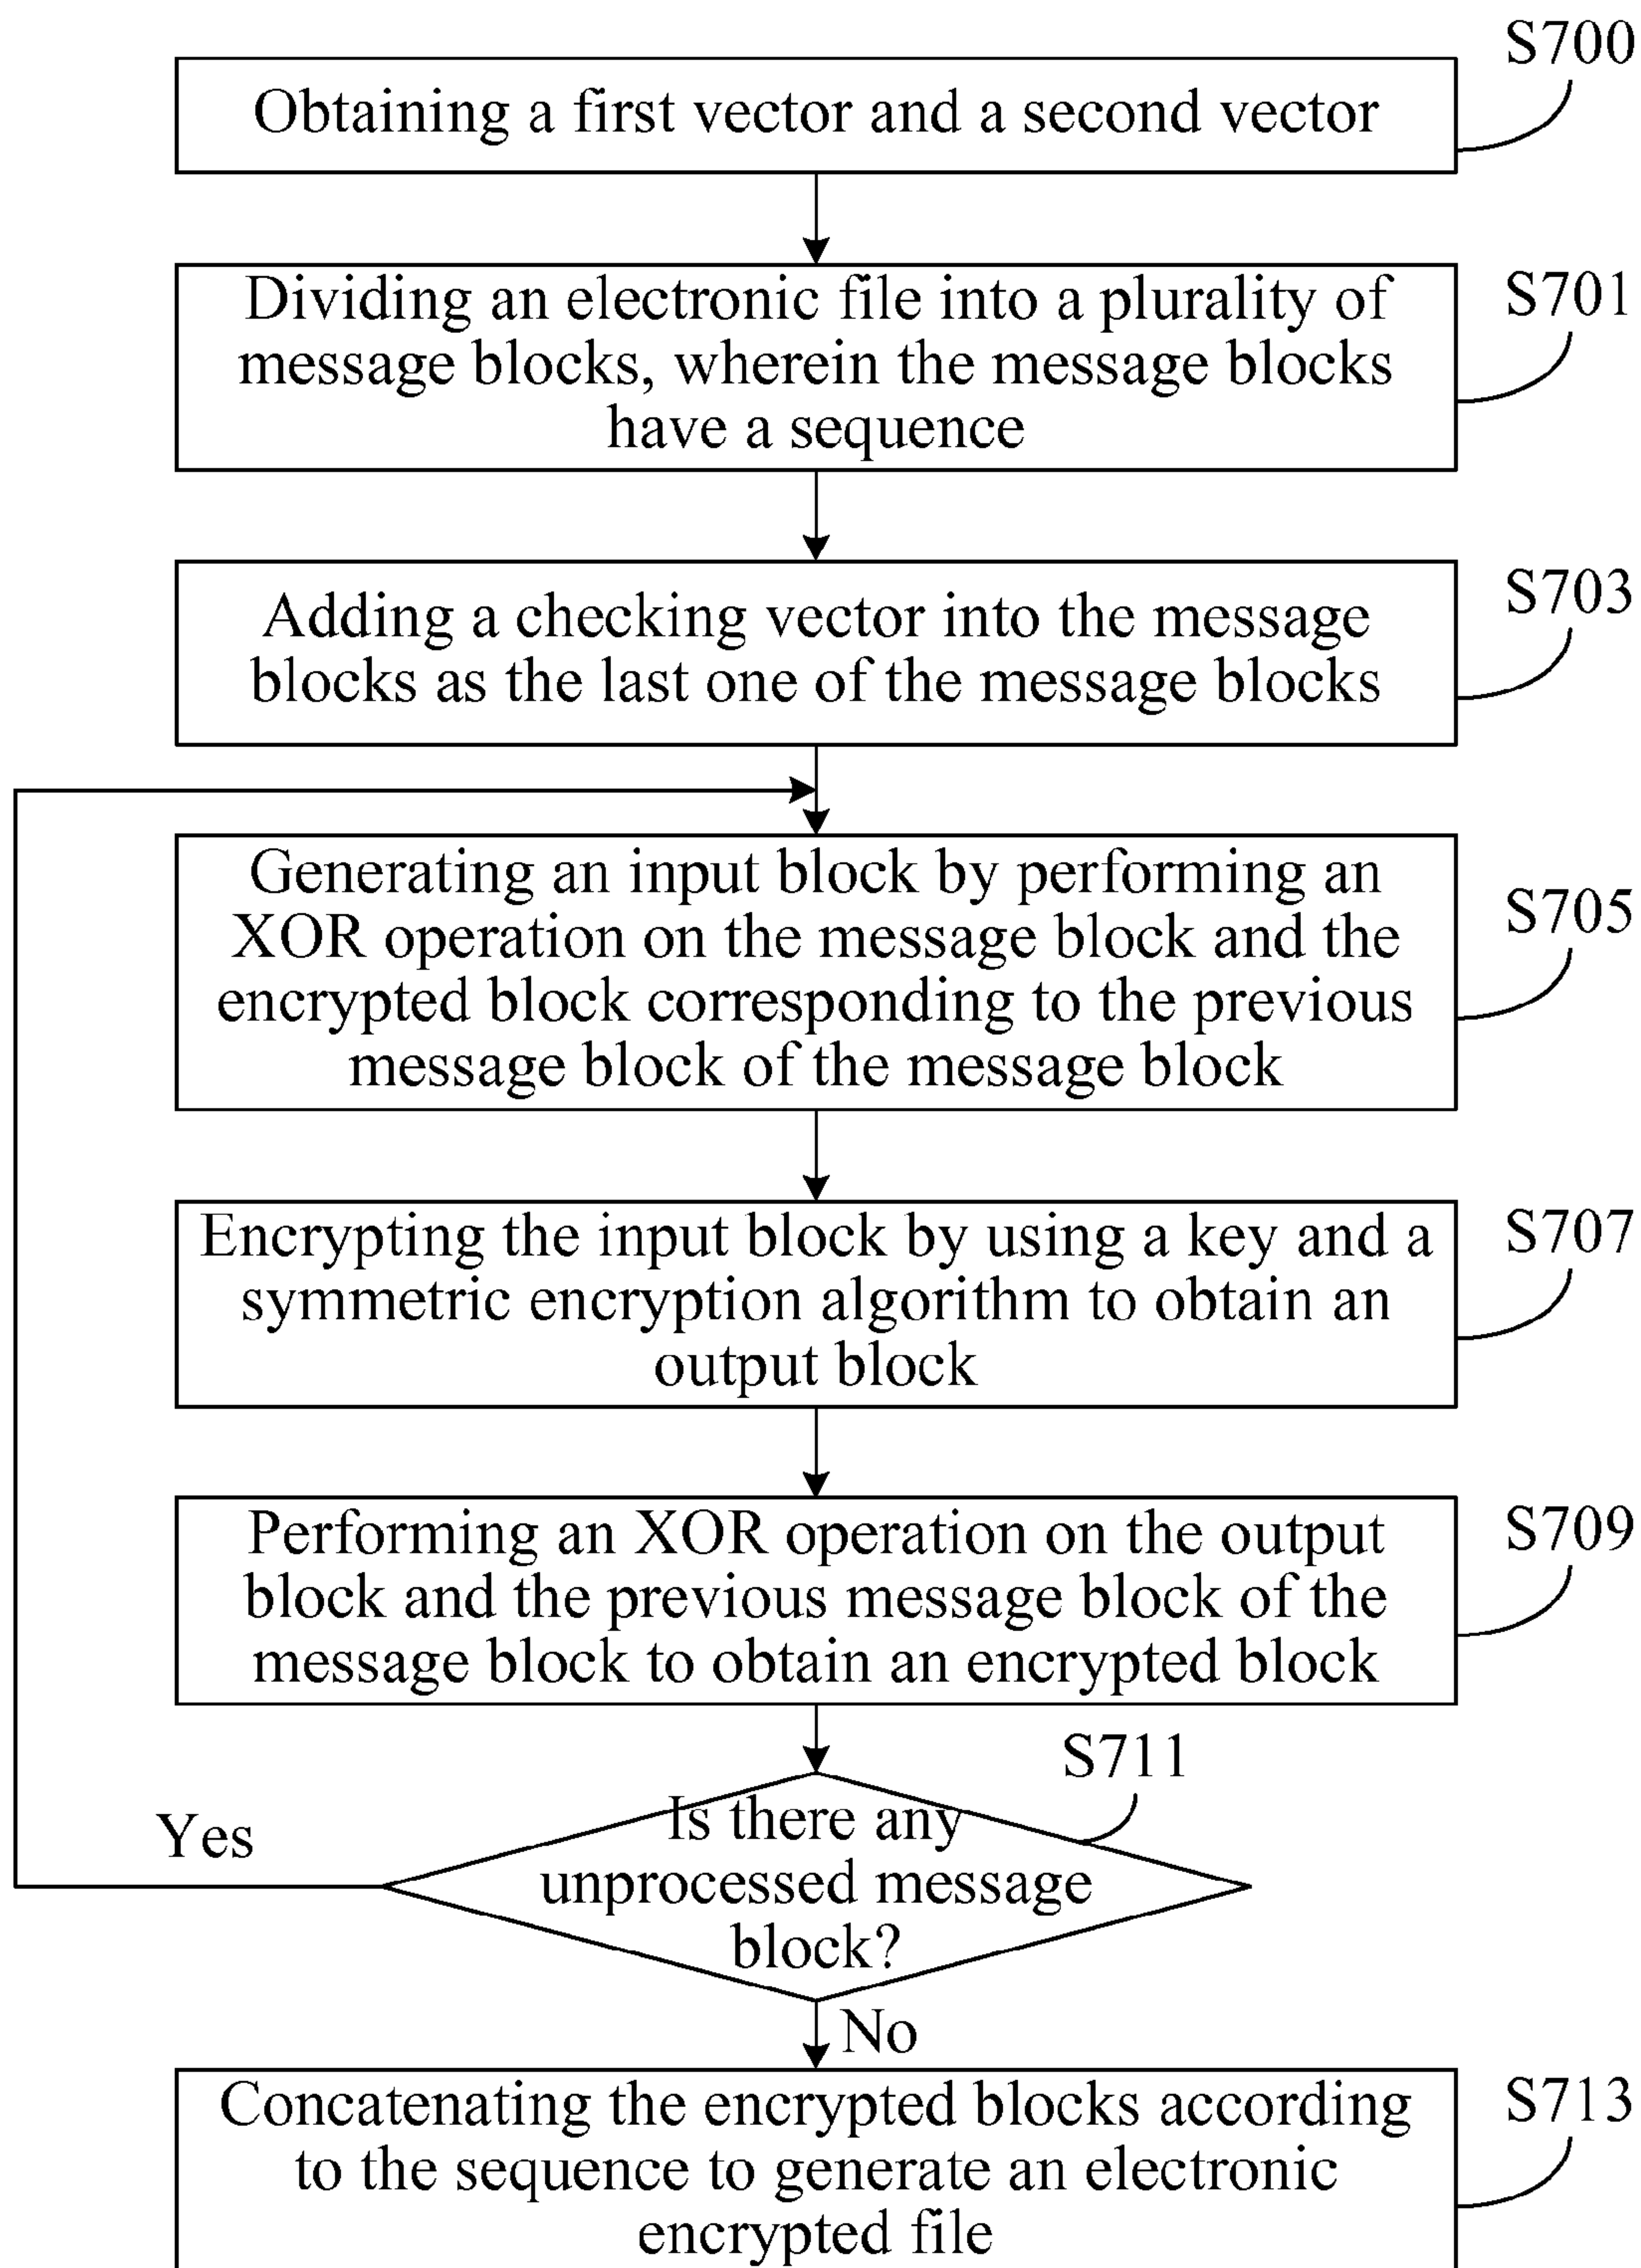 S700
Obtaining a first vector and a second vector
S701
Dividing an electronic file into a plurality of
message blocks, wherein the message blocks
have a sequence
S703
Adding a checking vector into the message
blocks as the last one of the message blocks
S705
Generating an input block by performing an
XOR operation on the message block and the
encrypted block corresponding to the previous
message block of the message block
S707
Encrypting the input block by using a key and a
symmetric encryption algorithm to obtain an
output block
S709
Performing an XOR operation on the output
block and the previous message block of the
message block to obtain an encrypted block
S711
Is there any
unprocessed message
block?
Yes
No
S713
Concatenating the encrypted blocks according
to the sequence to generate an electronic
encrypted file